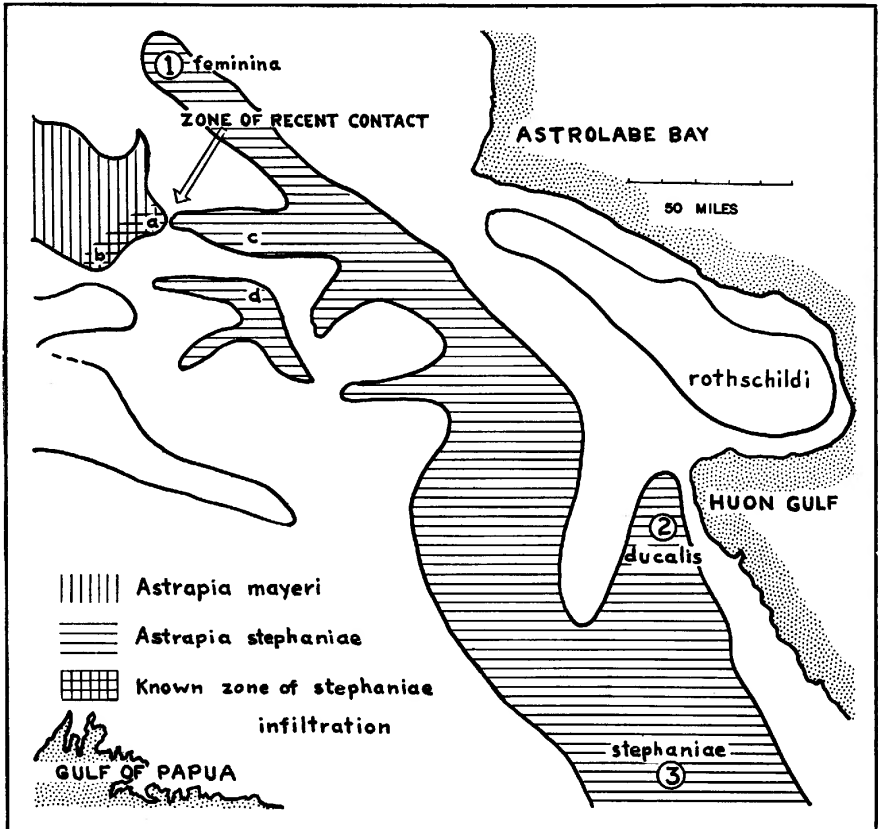 1 feminina
ZONE OF RECENT CONTACT
ASTROLABE BAY
50 MILES
a
b
c
d
rothschildi
HUON GULF
2
ducalis
Astrapia mayeri
Astrapia stephaniae
Known zone of stephaniae
infiltration
GULF OF PAPUA
stephaniae
3